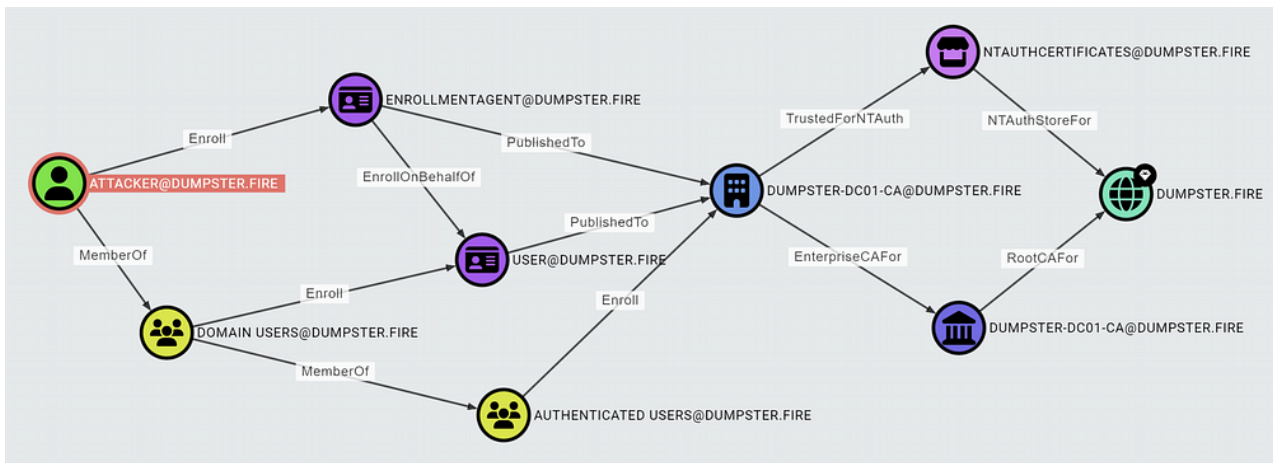 NTAUTHCERTIFICATES@DUMPSTER.FIRE
ENROLLMENTAGENT@DUMPSTER.FIRE
TrustedForNTAuth
NTAuthStoreFor
Enroll
PublishedTo
EnrollOnBehalfOf
ATTACKER@DUMPSTER.FIRE
DUMPSTER-DC01-CA@DUMPSTER.FIRE
DUMPSTER.FIRE
PublishedTo
MemberOf
USER@DUMPSTER.FIRE
EnterpriseCAFor
RootCAFor
Enroll
Enroll
DOMAIN USERS@DUMPSTER.FIRE
DUMPSTER-DC01-CA@DUMPSTER.FIRE
MemberOf
AUTHENTICATED USERS@DUMPSTER.FIRE